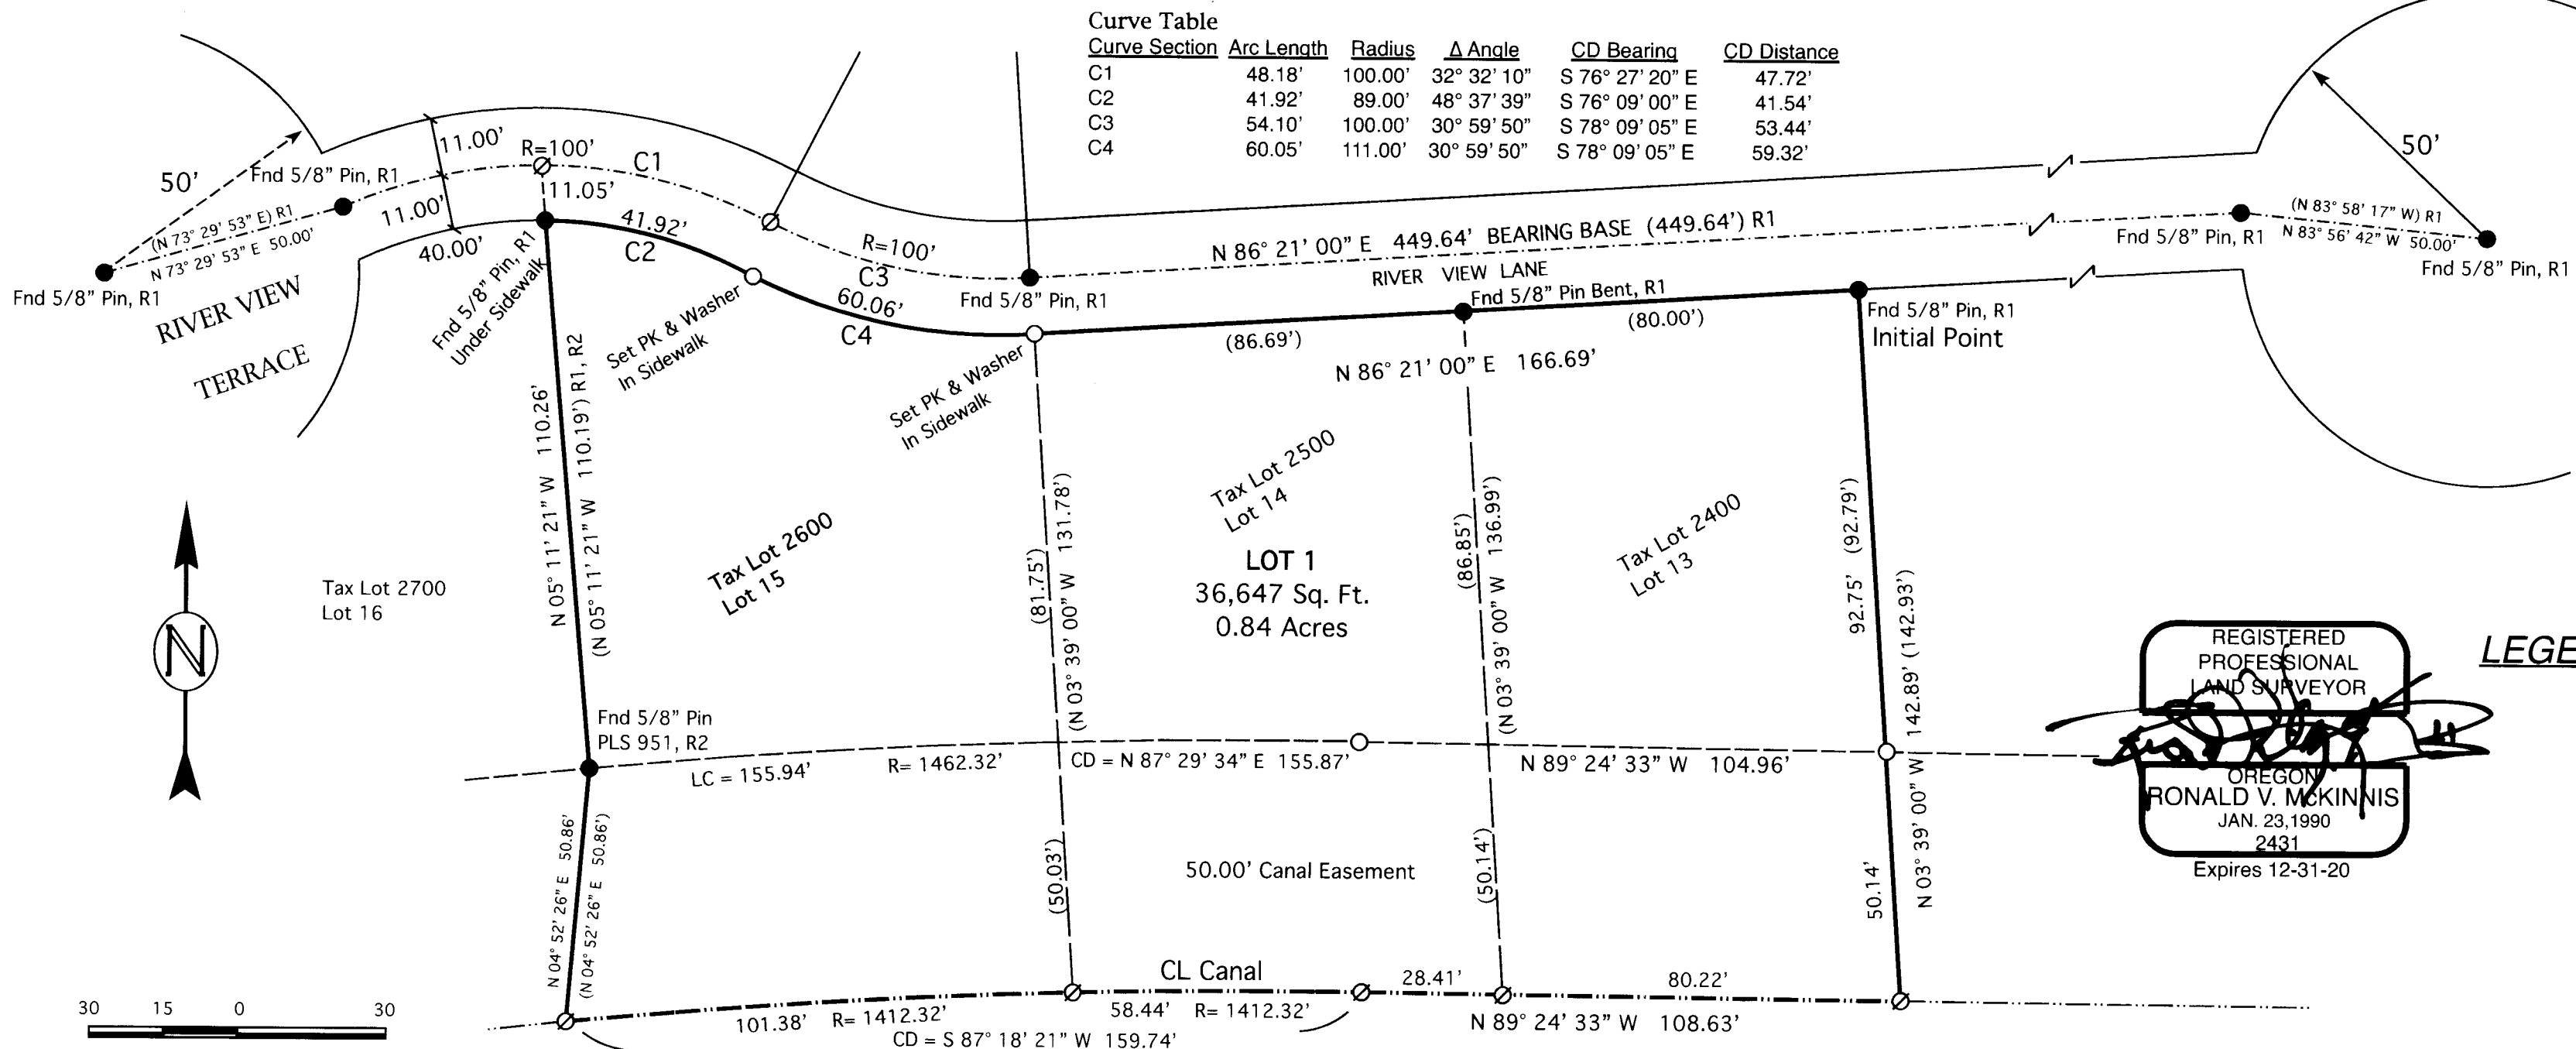 Curve Table
Curve Section Arc Length Radius Δ Angle CD Bearing CD Distance
C1 48.18' 100.00' 32° 32' 10" S 76° 27' 20" E 47.72'
C2 41.92' 89.00' 48° 37' 39" S 76° 09' 00" E 41.54'
C3 54.10' 100.00' 30° 59' 50" S 78° 09' 05" E 53.44'
C4 60.05' 111.00' 30° 59' 50" S 78° 09' 05" E 59.32'
50'
Fnd 5/8" Pin, R1
(N 73° 29' 53" E) R1
N 73° 29' 53" E 50.00'
Fnd 5/8" Pin, R1
RIVER VIEW
TERRACE
11.00'
11.00'
40.00'
R=100'
C1
11.05'
41.92'
C2
R=100'
C3
60.06'
C4
Fnd 5/8" Pin, R1
Under Sidewalk
Set PK & Washer
In Sidewalk
Set PK & Washer
In Sidewalk
Fnd 5/8" Pin, R1
N 86° 21' 00" E 449.64' BEARING BASE (449.64') R1
RIVER VIEW LANE
Fnd 5/8" Pin Bent, R1
(86.69')
(80.00')
N 86° 21' 00" E 166.69'
Fnd 5/8" Pin, R1
Initial Point
Fnd 5/8" Pin, R1
(N 83° 58' 17" W) R1
N 83° 56' 42" W 50.00'
Fnd 5/8" Pin, R1
50'
N 05° 11' 21" W 110.26'
(N 05° 11' 21" W 110.19') R1, R2
Tax Lot 2700
Lot 16
Tax Lot 2600
Lot 15
Tax Lot 2500
Lot 14
LOT 1
36,647 Sq. Ft.
0.84 Acres
Tax Lot 2400
Lot 13
(81.75')
(N 03° 39' 00" W 131.78')
(86.85')
(N 03° 39' 00" W 136.99')
92.75' (92.79')
N 03° 39' 00" W 142.89' (142.93')
N
Fnd 5/8" Pin
PLS 951, R2
LC = 155.94' R= 1462.32' CD = N 87° 29' 34" E 155.87'
N 89° 24' 33" W 104.96'
N 04° 52' 26" E 50.86'
(N 04° 52' 26" E 50.86')
(50.03')
50.00' Canal Easement
(50.14')
50.14'
CL Canal
28.41'
80.22'
101.38' R= 1412.32'
58.44' R= 1412.32'
N 89° 24' 33" W 108.63'
CD = S 87° 18' 21" W 159.74'
30 15 0 30
REGISTERED
PROFESSIONAL
LAND SURVEYOR
OREGON
RONALD V. McKINNIS
JAN. 23,1990
2431
Expires 12-31-20